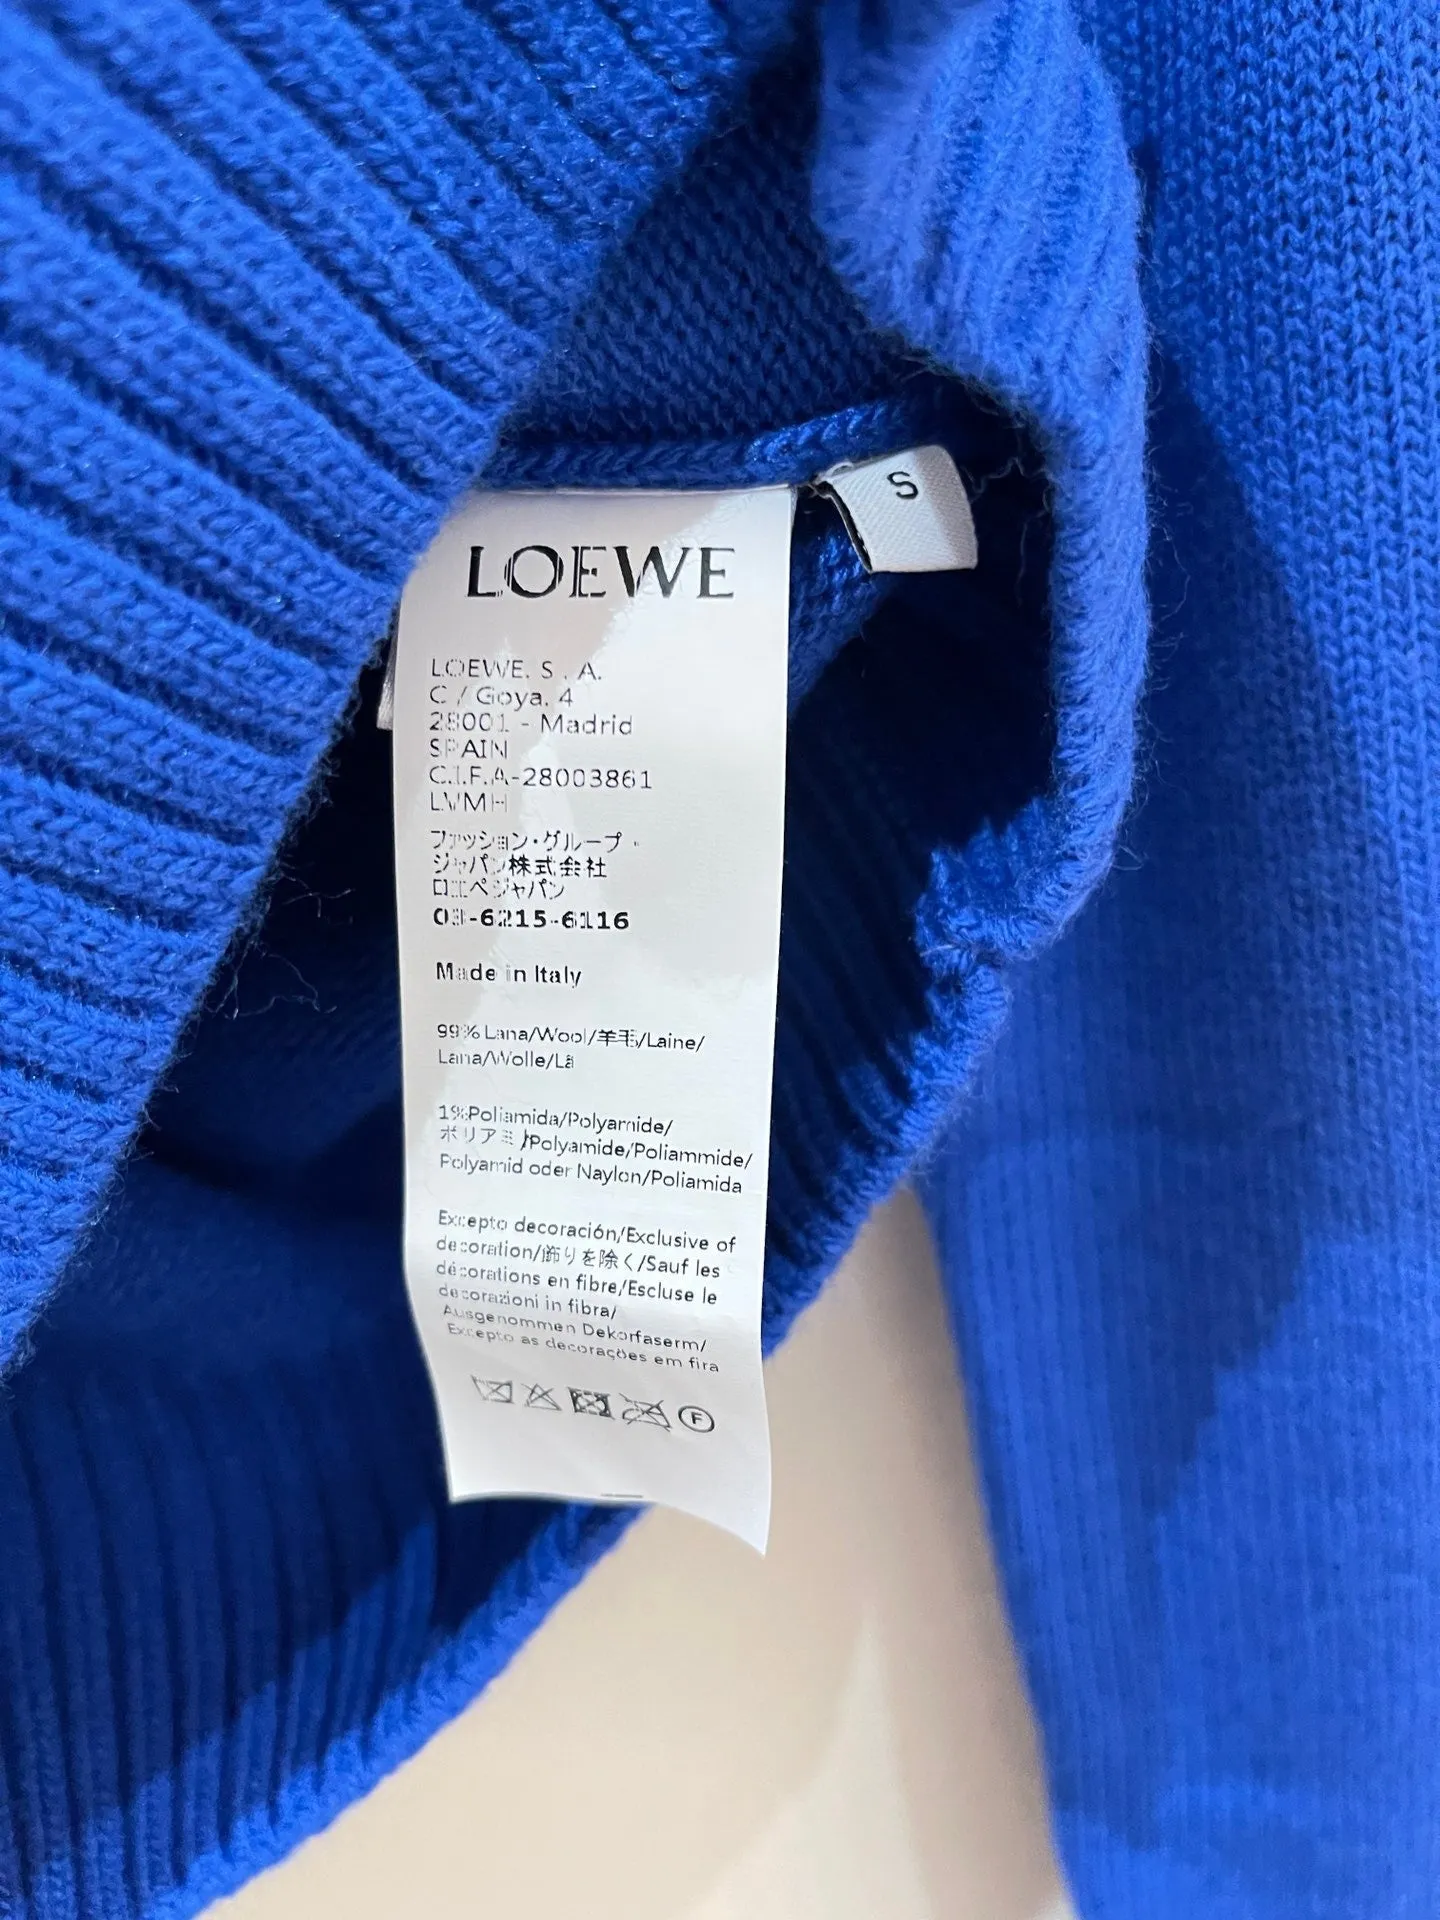 S
LOEWE
LOEWE. S . A.
C / Goya. 4
28001 - Madrid
SPAIN
C.I.F.A-28003861
LVMH
ファッション・グループ・
ジャパン株式会社
ロエベジャパン
03-6215-6116
Made in Italy
99% Lana/Wool/羊毛/Laine/
Lana/Wolle/Lã
1%Poliamida/Polyamide/
ポリアミド/Polyamide/Poliammide/
Polyamid oder Naylon/Poliamida
Excepto decoración/Exclusive of
decoration/飾りを除く/Sauf les
décorations en fibre/Escluse le
decorazioni in fibra/
Ausgenommen Dekorfaserm/
Excepto as decorações em fira
F